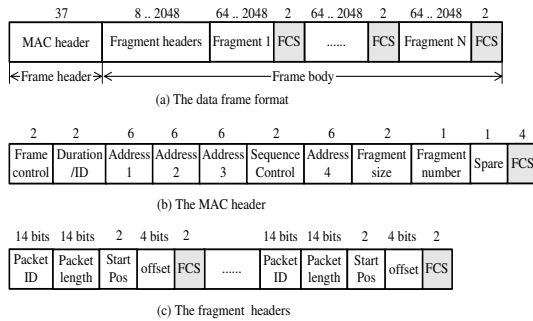 37 8 .. 2048 64 .. 2048 2 64 .. 2048 2 64 .. 2048 2
MAC header Fragment headers Fragment 1 FCS ...... FCS Fragment N FCS
Frame header Frame body
(a) The data frame format
2 2 6 6 6 2 6 2 1 1 4
Frame Duration Address Address Address Sequence Address Fragment Fragment Spare FCS
control /ID 1 2 3 Control 4 size number
(b) The MAC header
14 bits 14 bits 2 4 bits 2 14 bits 14 bits 2 4 bits 2
Packet Packet Start offset FCS ...... Packet Packet Start offset FCS
ID length Pos ID length Pos
(c) The fragment headers